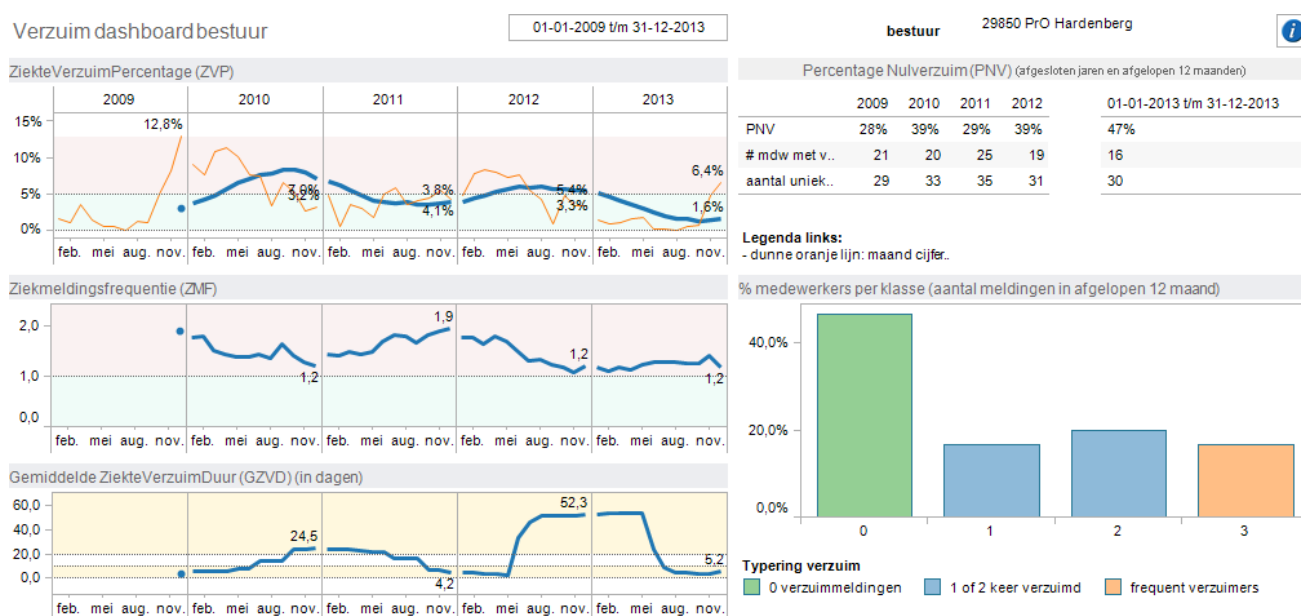 Verzuim dashboard bestuur
01-01-2009 t/m 31-12-2013
bestuur
29850 PrO Hardenberg
i
ZiekteVerzuimPercentage (ZVP)
2009 2010 2011 2012 2013
15%
10%
5%
0%
12,8%
7,0%
3,2%
3,8%
4,1%
5,4%
3,3%
6,4%
1,6%
feb. mei aug. nov. feb. mei aug. nov. feb. mei aug. nov. feb. mei aug. nov. feb. mei aug. nov.
Percentage Nulverzuim (PNV) (afgesloten jaren en afgelopen 12 maanden)
2009 2010 2011 2012 01-01-2013 t/m 31-12-2013
PNV 28% 39% 29% 39% 47%
# mdw met v.. 21 20 25 19 16
aantal uniek.. 29 33 35 31 30
Legenda links:
- dunne oranje lijn: maand cijfer..
Ziekmeldingsfrequentie (ZMF)
2,0
1,0
0,0
1,2
1,9
1,2
1,2
feb. mei aug. nov. feb. mei aug. nov. feb. mei aug. nov. feb. mei aug. nov. feb. mei aug. nov.
Gemiddelde ZiekteVerzuimDuur (GZVD) (in dagen)
60,0
40,0
20,0
0,0
24,5
4,2
52,3
5,2
feb. mei aug. nov. feb. mei aug. nov. feb. mei aug. nov. feb. mei aug. nov. feb. mei aug. nov.
% medewerkers per klasse (aantal meldingen in afgelopen 12 maand)
40,0%
20,0%
0,0%
0 1 2 3
Typering verzuim
0 verzuimmeldingen 1 of 2 keer verzuimd frequent verzuimers